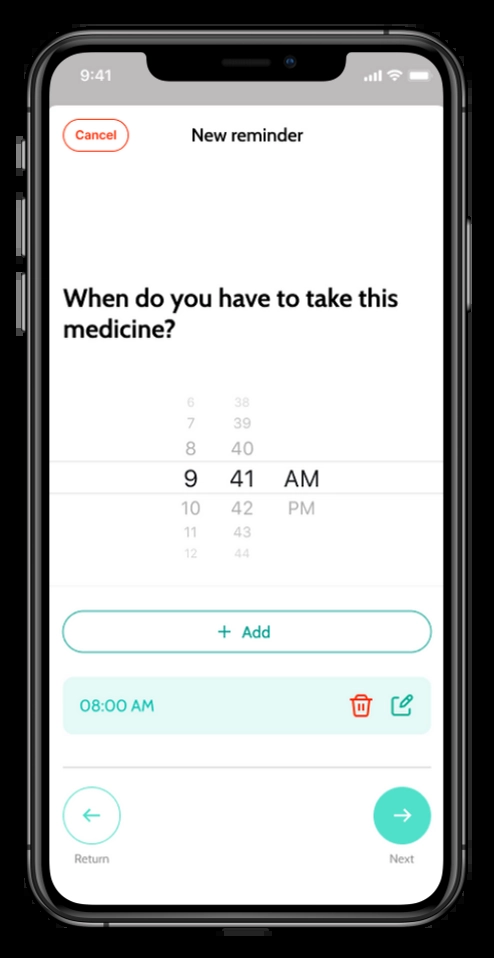 9:41
Cancel
New reminder
When do you have to take this
medicine?
6 38
7 39
8 40
9 41 AM
10 42 PM
11 43
12 44
+ Add
08:00 AM
Return
Next